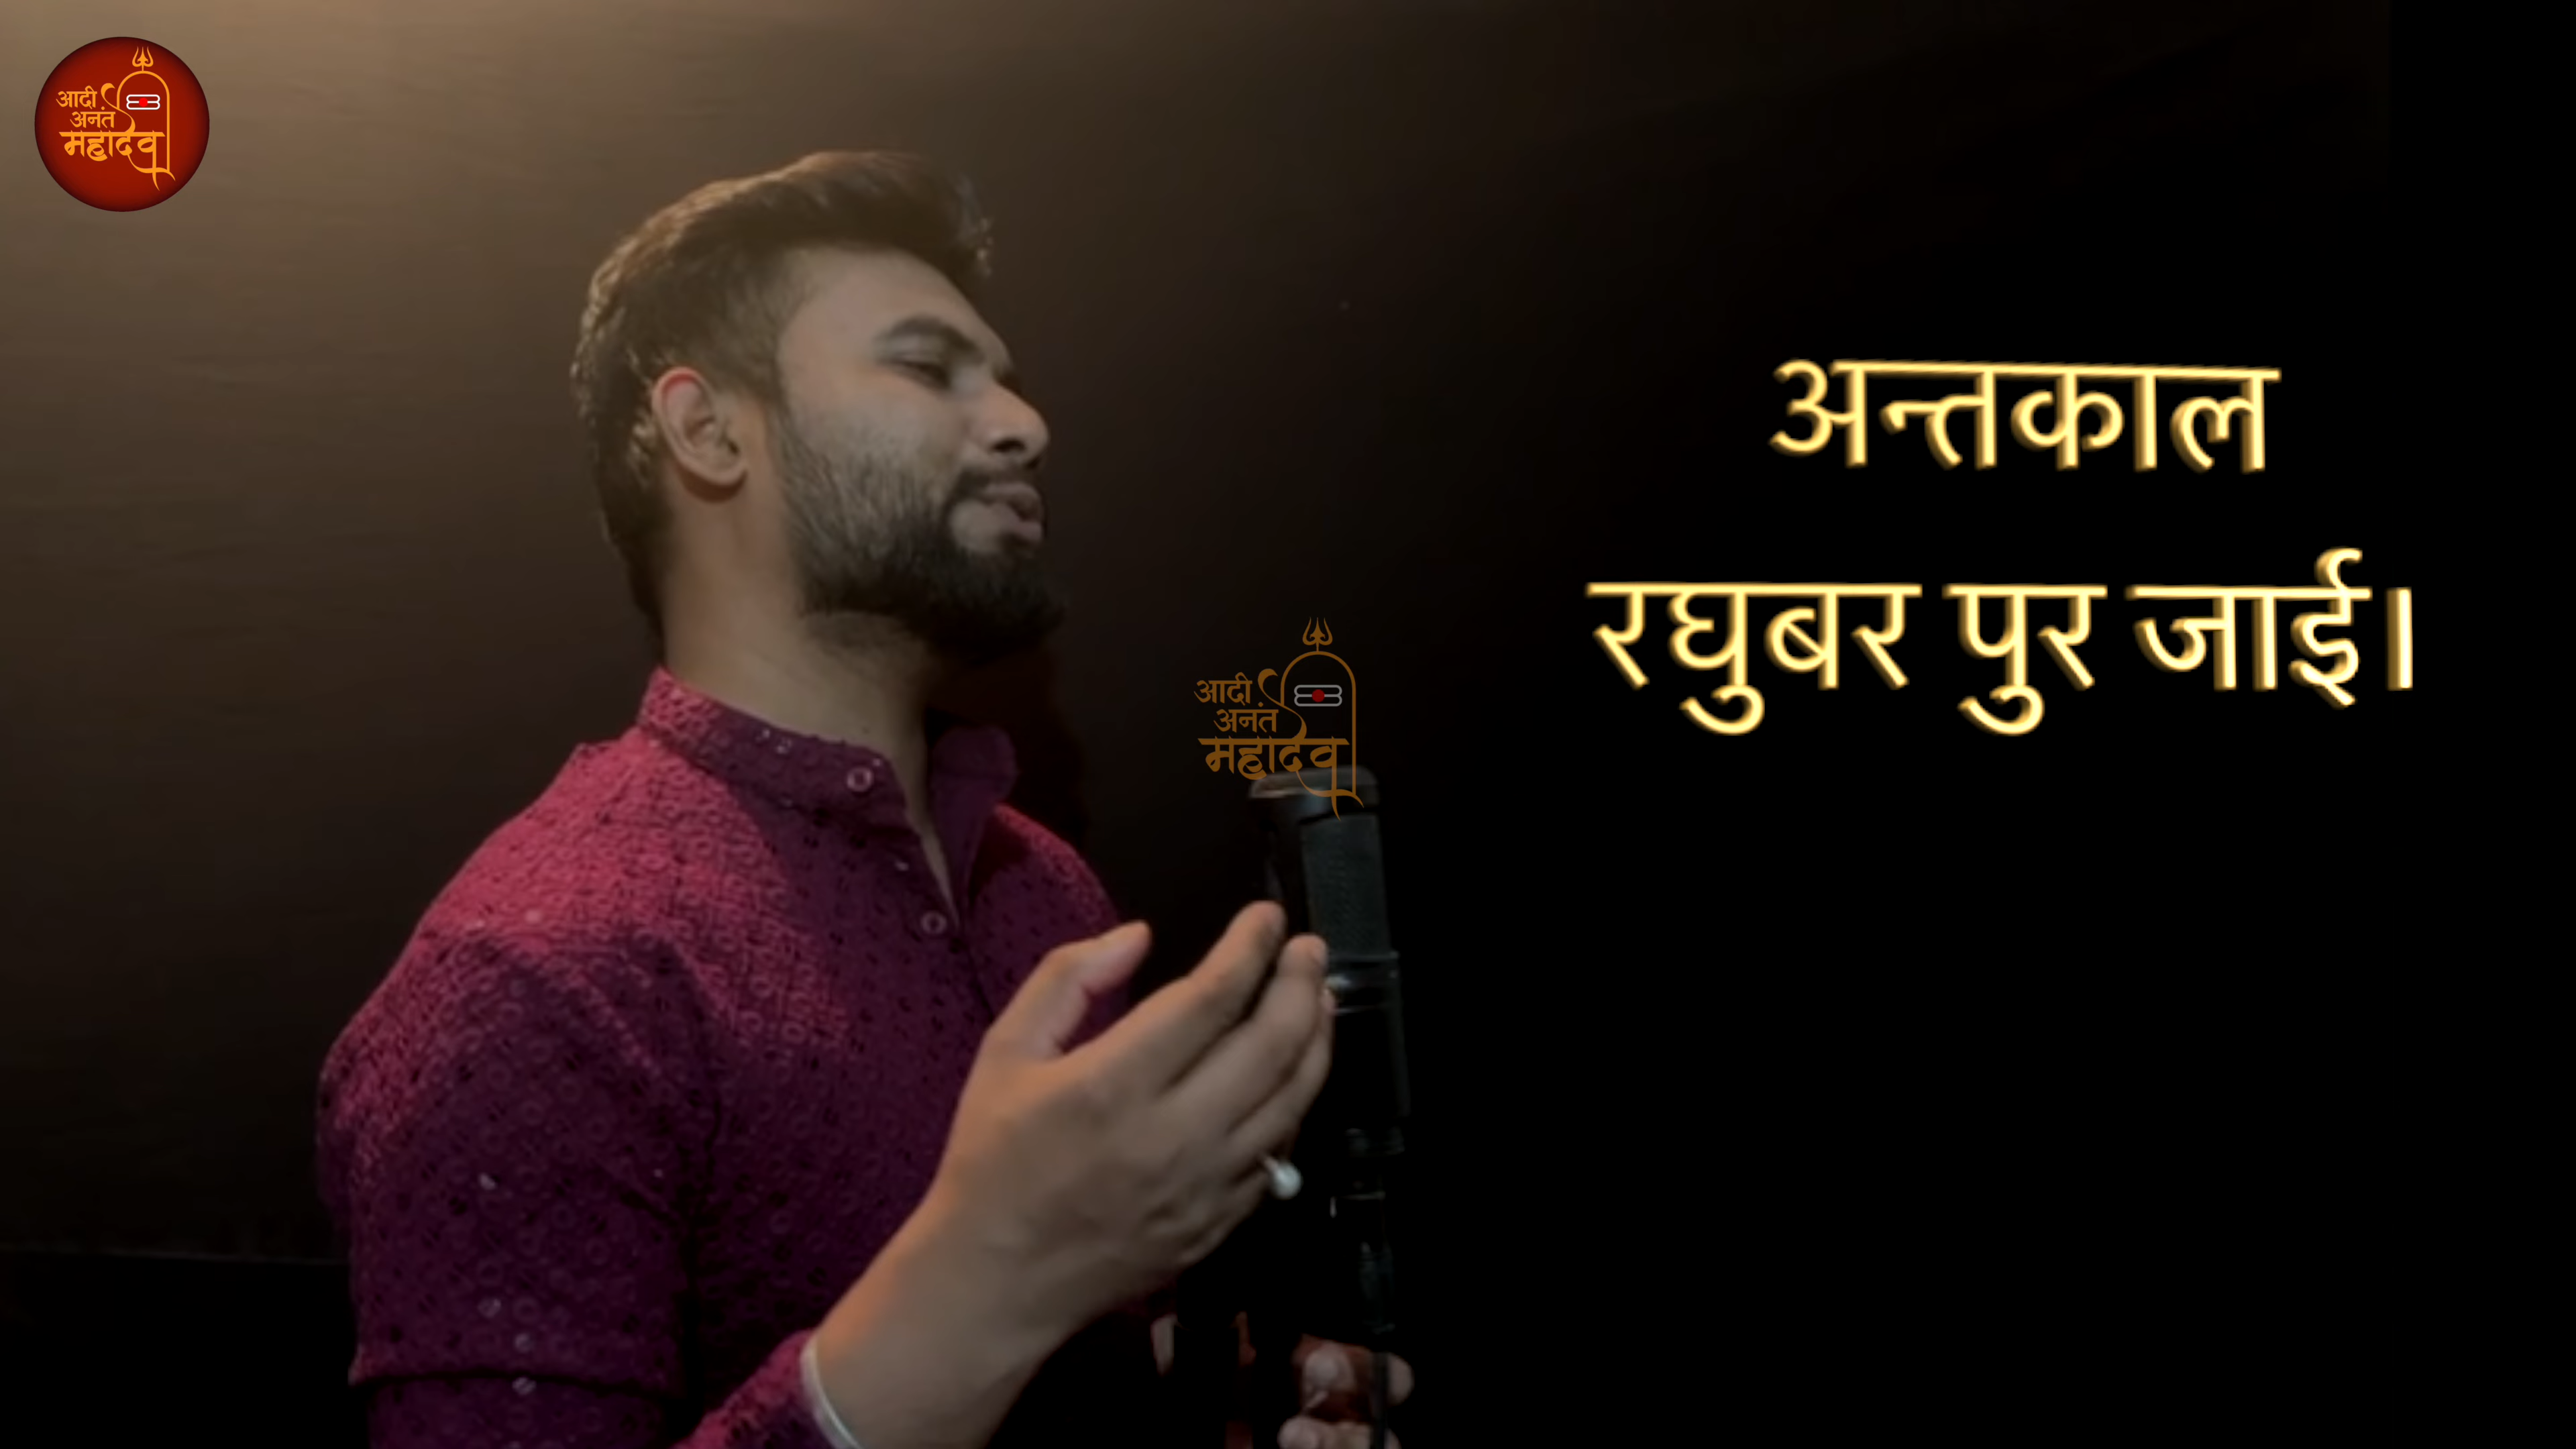 आदी
अनंत
महादेव
अन्तकाल
रघुबर पुर जाई।
आदी
अनंत
महादेव